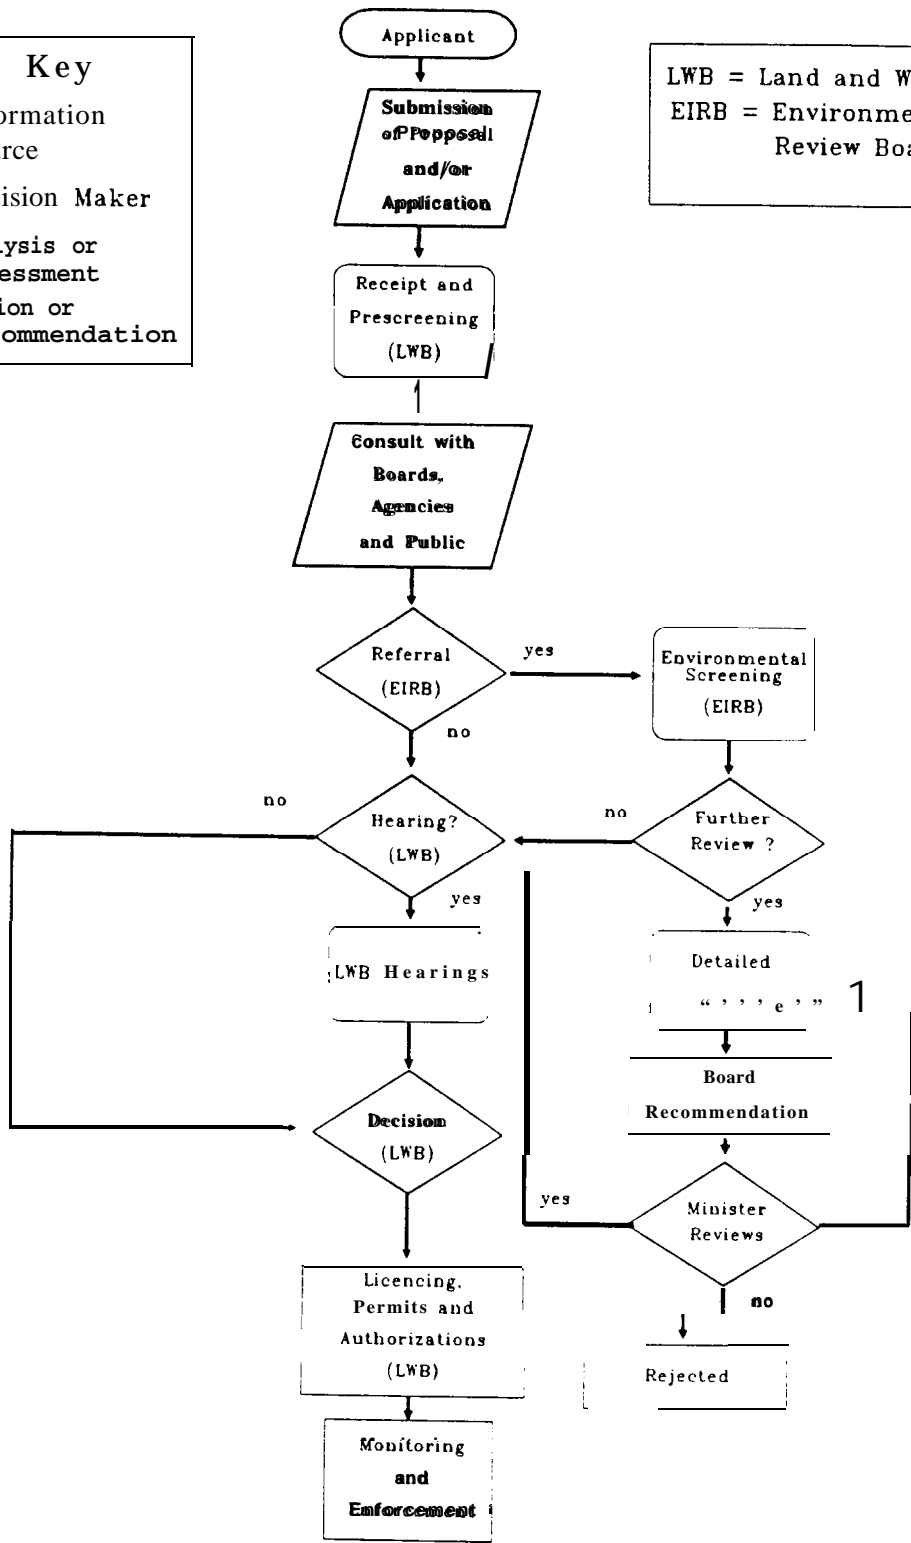 Applicant
Key
ormation
rce
ision Maker
lysis or
essment
ion or
ommendation
LWB = Land and W
EIRB = Environme
Review Boa
Submission
of Proposal
and/or
Application
Receipt and
Prescreening
(LWB)
Consult with
Boards,
Agencies
and Public
Referral
(EIRB)
yes
no
Environmental
Screening
(EIRB)
Hearing?
(LWB)
no
yes
Further
Review ?
no
yes
LWB Hearings
Detailed
1
Board
Recommendation
Decision
(LWB)
Minister
Reviews
yes
no
Licencing,
Permits and
Authorizations
(LWB)
Rejected
Monitoring
and
Enforcement